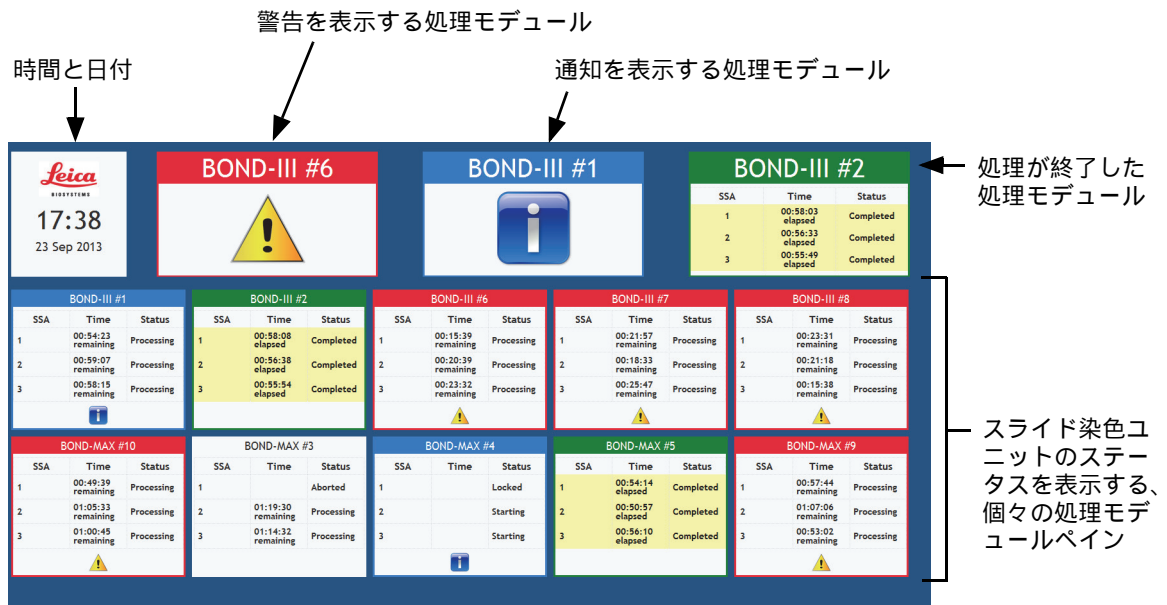 警告を表示する処理モジュール
時間と日付
通知を表示する処理モジュール
Leica
BIOSYSTEMS
17:38
23 Sep 2013
BOND-III #6
BOND-III #1
BOND-III #2
SSA Time Status
1 00:58:03 elapsed Completed
2 00:56:33 elapsed Completed
3 00:55:49 elapsed Completed
処理が終了した
処理モジュール
BOND-III #1
SSA Time Status
1 00:54:23 remaining Processing
2 00:59:07 remaining Processing
3 00:58:15 remaining Processing
BOND-III #2
SSA Time Status
1 00:58:08 elapsed Completed
2 00:56:38 elapsed Completed
3 00:55:54 elapsed Completed
BOND-III #6
SSA Time Status
1 00:15:39 remaining Processing
2 00:20:39 remaining Processing
3 00:23:32 remaining Processing
BOND-III #7
SSA Time Status
1 00:21:57 remaining Processing
2 00:18:33 remaining Processing
3 00:25:47 remaining Processing
BOND-III #8
SSA Time Status
1 00:23:31 remaining Processing
2 00:21:18 remaining Processing
3 00:15:38 remaining Processing
BOND-MAX #10
SSA Time Status
1 00:49:39 remaining Processing
2 01:05:33 remaining Processing
3 01:00:45 remaining Processing
BOND-MAX #3
SSA Time Status
1 Aborted
2 01:19:30 remaining Processing
3 01:14:32 remaining Processing
BOND-MAX #4
SSA Time Status
1 Locked
2 Starting
3 Starting
BOND-MAX #5
SSA Time Status
1 00:54:14 elapsed Completed
2 00:50:57 elapsed Completed
3 00:56:10 elapsed Completed
BOND-MAX #9
SSA Time Status
1 00:57:44 remaining Processing
2 01:07:06 remaining Processing
3 00:53:02 remaining Processing
スライド染色ユ
ニットのステー
タスを表示する、
個々の処理モデ
ュールペイン